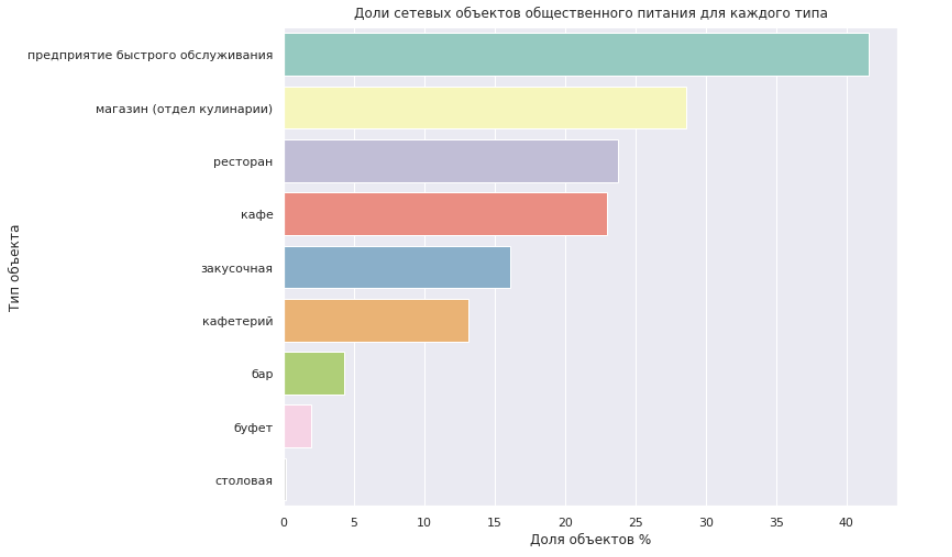 Доли сетевых объектов общественного питания для каждого типа
предприятие быстрого обслуживания
магазин (отдел кулинарии)
ресторан
кафе
закусочная
кафетерий
бар
буфет
столовая
Тип объекта
0 5 10 15 20 25 30 35 40
Доля объектов %